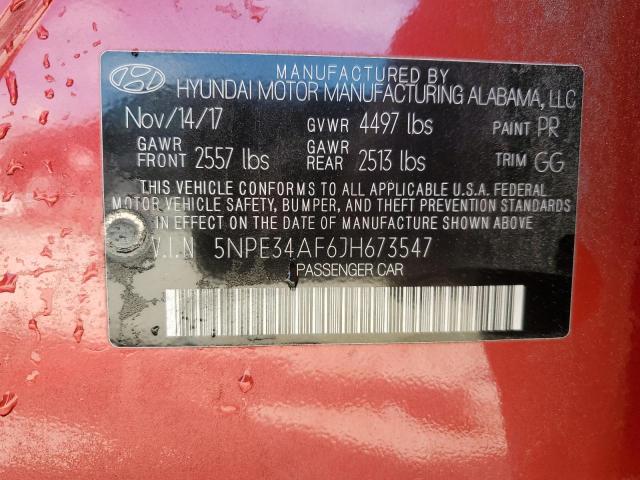 MANUFACTURED BY
HYUNDAI MOTOR MANUFACTURING ALABAMA, LLC
Nov/14/17 GVWR 4497 lbs PAINT PR
GAWR FRONT 2557 lbs GAWR REAR 2513 lbs TRIM GG
THIS VEHICLE CONFORMS TO ALL APPLICABLE U.S.A. FEDERAL
MOTOR VEHICLE SAFETY, BUMPER, AND THEFT PREVENTION STANDARDS
IN EFFECT ON THE DATE OF MANUFACTURE SHOWN ABOVE.
V.I.N 5NPE34AF6JH673547
PASSENGER CAR